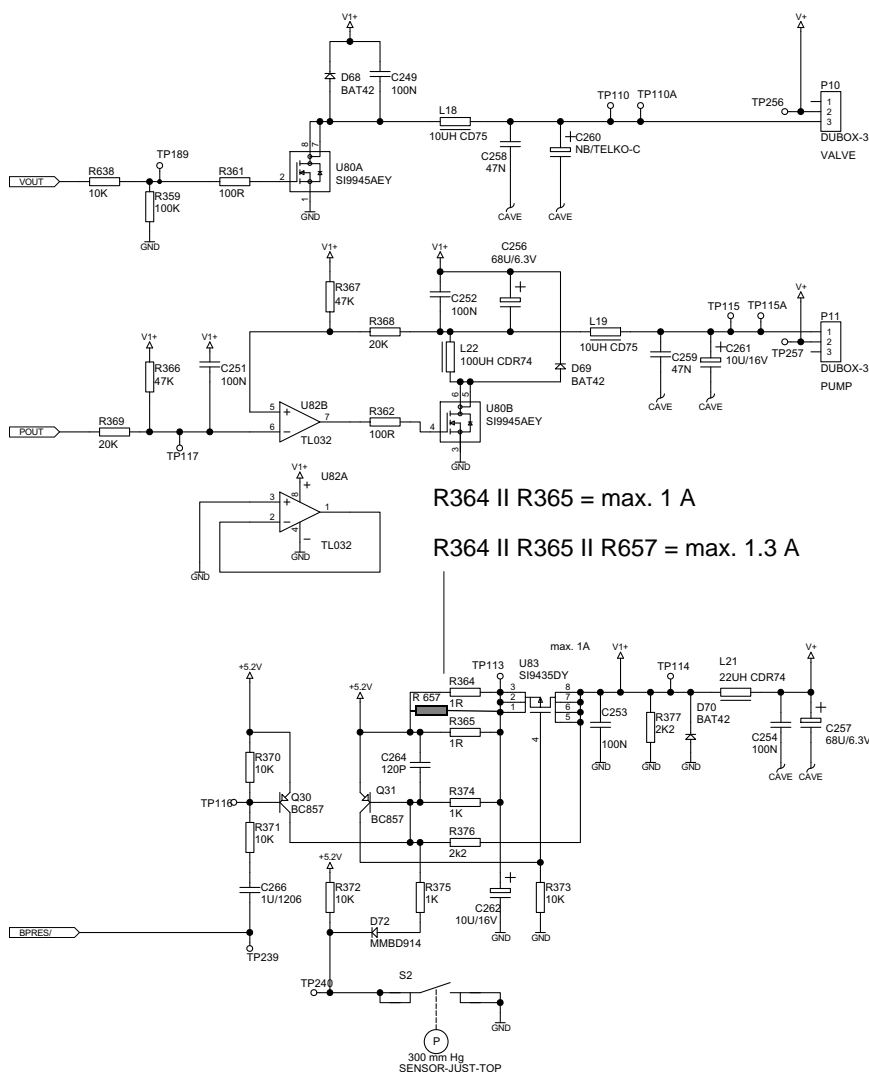 V1+
V+
D68
BAT42
C249
100N
L18
10UH CD75
TP110
TP110A
TP256
P10
1
2
3
DUBOX-3
VALVE
C258
47N
C260
NB/TELKO-C
CAVE
CAVE
VOUT
R638
10K
TP189
R359
100K
GND
R361
100R
2
8
7
1
U80A
SI9945AEY
GND
V1+
R367
47K
V1+
C256
68U/6.3V
C252
100N
R368
20K
L22
100UH CDR74
D69
BAT42
L19
10UH CD75
TP115
TP115A
V+
TP257
P11
1
2
3
DUBOX-3
PUMP
C259
47N
C261
10U/16V
CAVE
CAVE
V1+
R366
47K
V1+
C251
100N
POUT
R369
20K
TP117
5
6
7
U82B
TL032
R362
100R
4
6
5
3
U80B
SI9945AEY
GND
U82A
V1+
3
2
8
4
1
TL032
GND
GND
R364 II R365 = max. 1 A
R364 II R365 II R657 = max. 1.3 A
+5.2V
+5.2V
R364
1R
R 657
R365
1R
TP113
U83
SI9435DY
max. 1A
3
2
1
4
8
7
6
5
V1+
TP114
L21
22UH CDR74
V+
C253
100N
GND
R377
2K2
GND
D70
BAT42
GND
C254
100N
CAVE
C257
68U/6.3V
CAVE
R370
10K
TP116
Q30
BC857
R371
10K
C266
1U/1206
BPRES/
TP239
C264
120P
Q31
BC857
R374
1K
R376
2k2
+5.2V
R372
10K
R375
1K
D72
MMBD914
C262
10U/16V
GND
R373
10K
GND
TP240
S2
GND
P
300 mm Hg
SENSOR-JUST-TOP